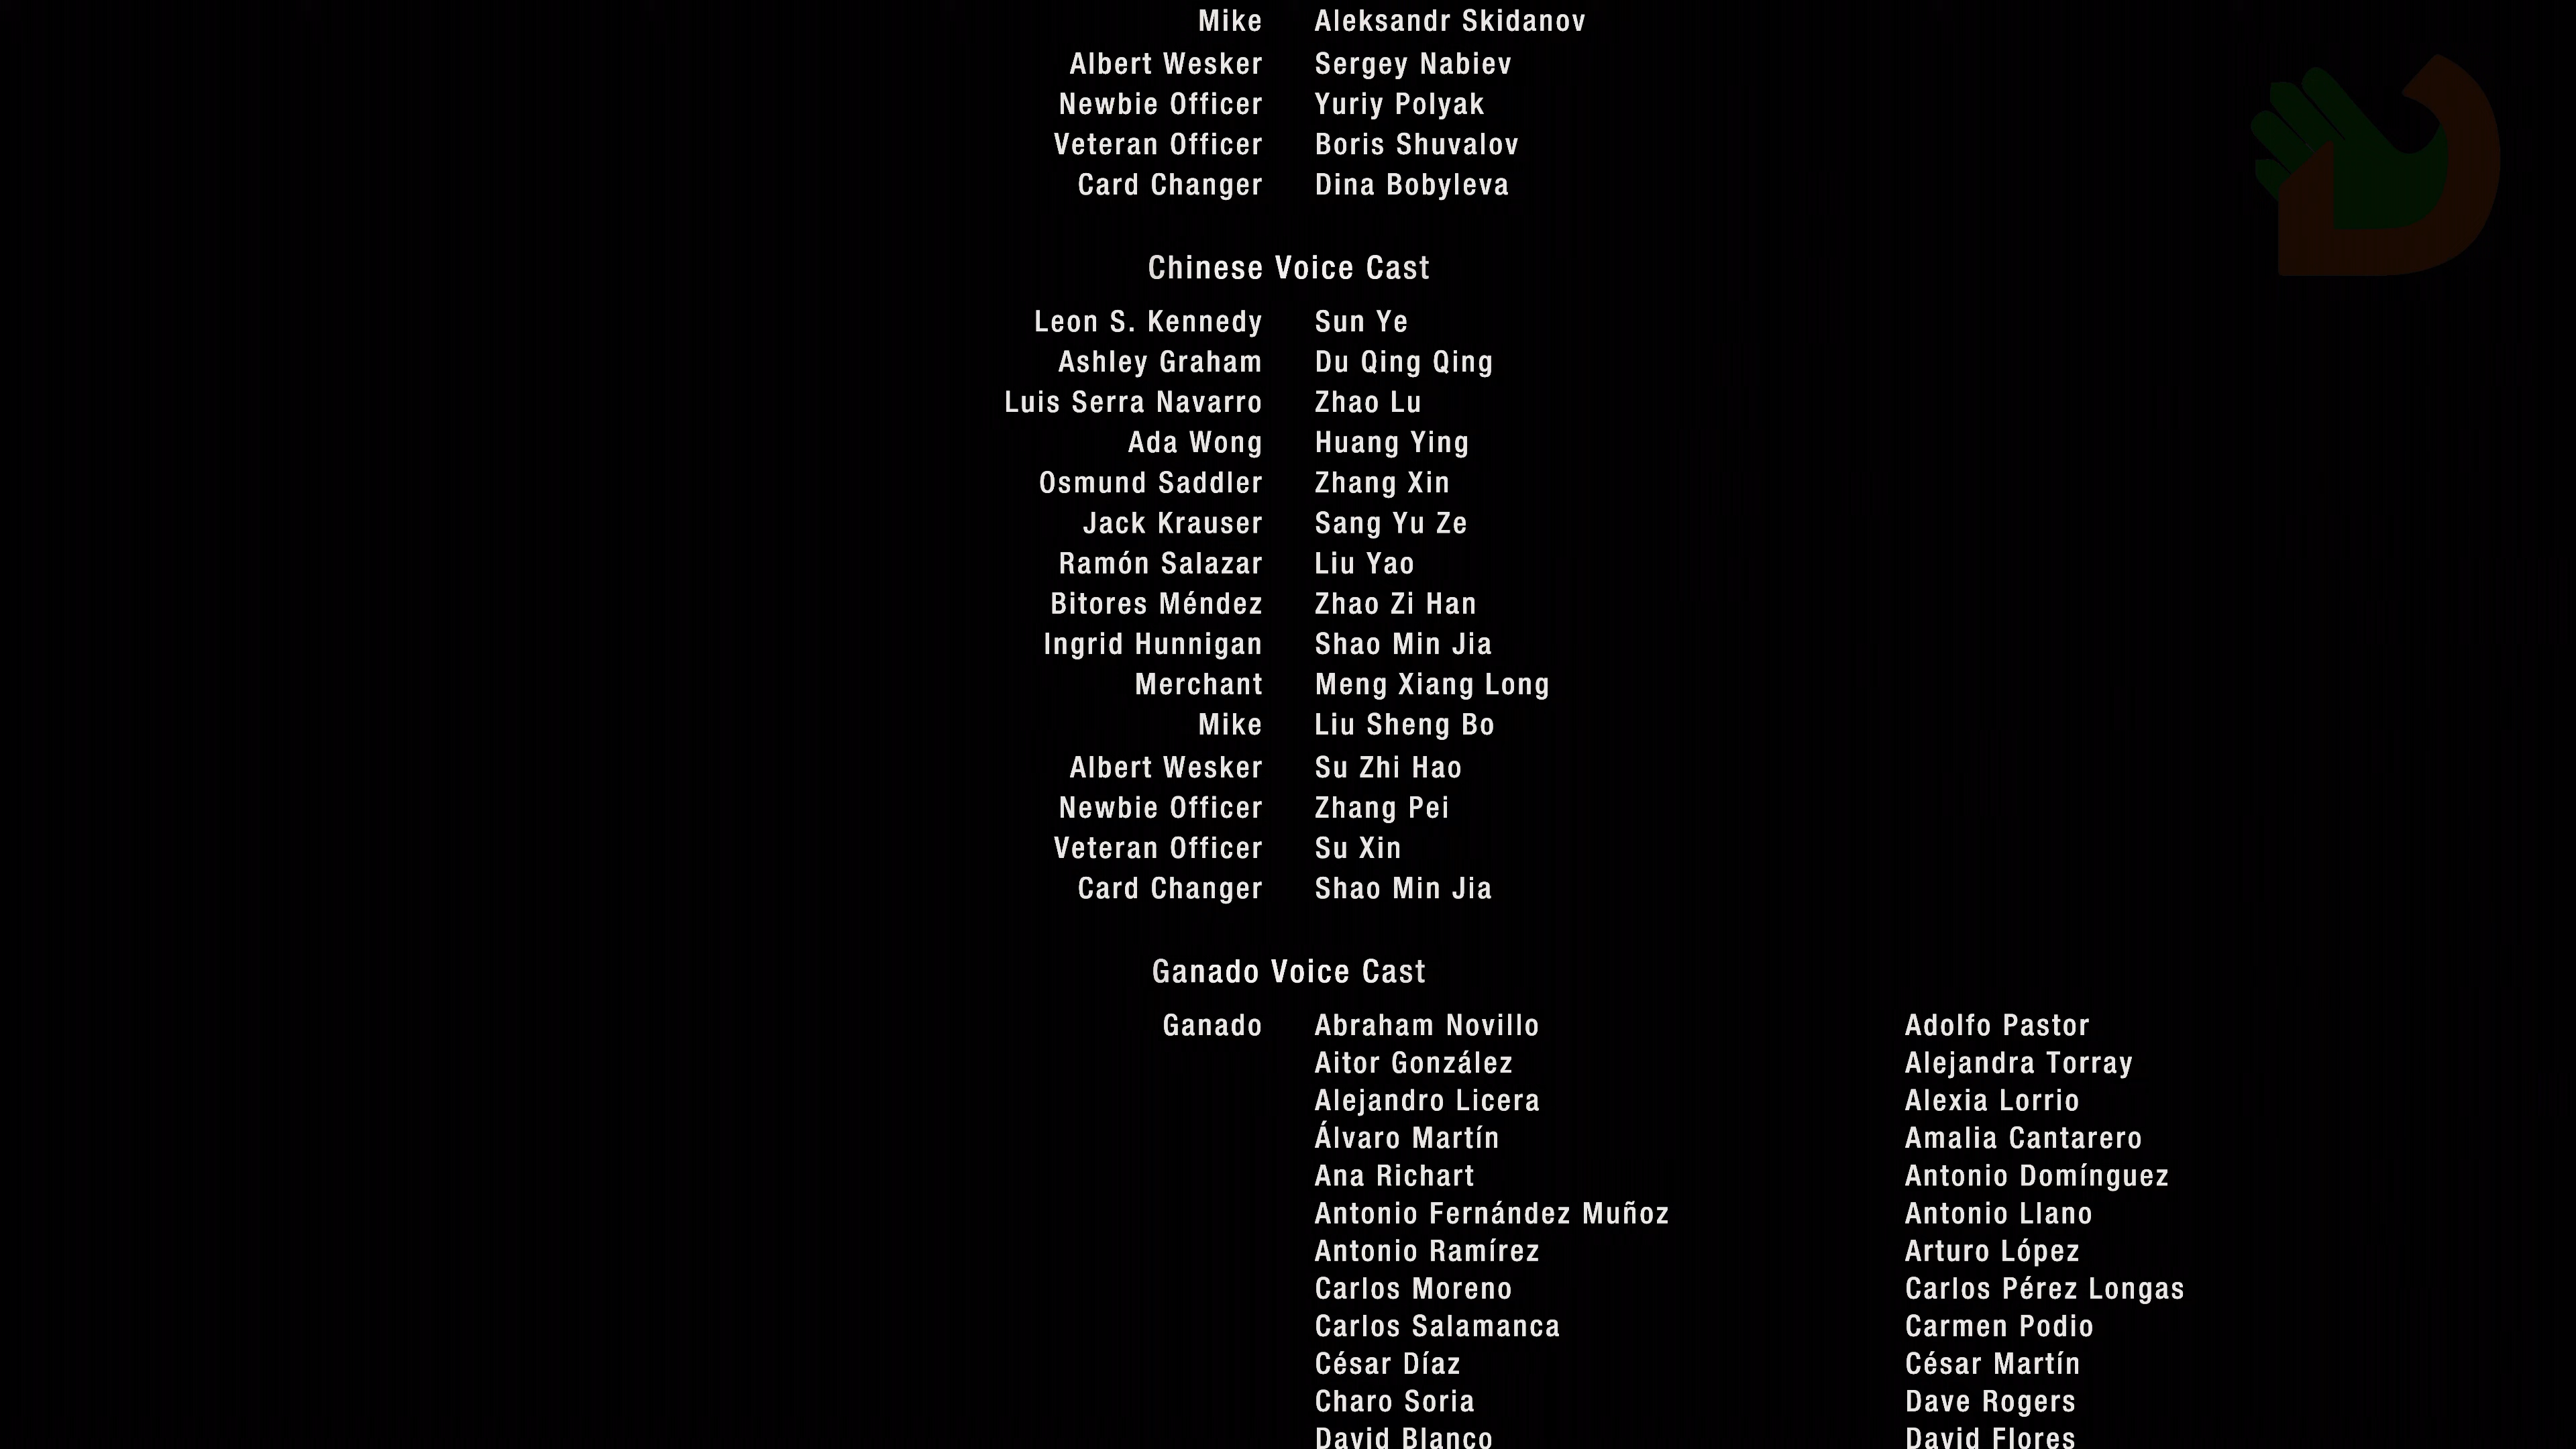 Mike Aleksandr Skidanov
Albert Wesker Sergey Nabiev
Newbie Officer Yuriy Polyak
Veteran Officer Boris Shuvalov
Card Changer Dina Bobyleva
Chinese Voice Cast
Leon S. Kennedy Sun Ye
Ashley Graham Du Qing Qing
Luis Serra Navarro Zhao Lu
Ada Wong Huang Ying
Osmund Saddler Zhang Xin
Jack Krauser Sang Yu Ze
Ramón Salazar Liu Yao
Bitores Méndez Zhao Zi Han
Ingrid Hunnigan Shao Min Jia
Merchant Meng Xiang Long
Mike Liu Sheng Bo
Albert Wesker Su Zhi Hao
Newbie Officer Zhang Pei
Veteran Officer Su Xin
Card Changer Shao Min Jia
Ganado Voice Cast
Ganado Abraham Novillo Adolfo Pastor
Aitor González Alejandra Torray
Alejandro Licera Alexia Lorrio
Álvaro Martín Amalia Cantarero
Ana Richart Antonio Domínguez
Antonio Fernández Muñoz Antonio Llano
Antonio Ramírez Arturo López
Carlos Moreno Carlos Pérez Longas
Carlos Salamanca Carmen Podio
César Díaz César Martín
Charo Soria Dave Rogers
David Blanco David Flores